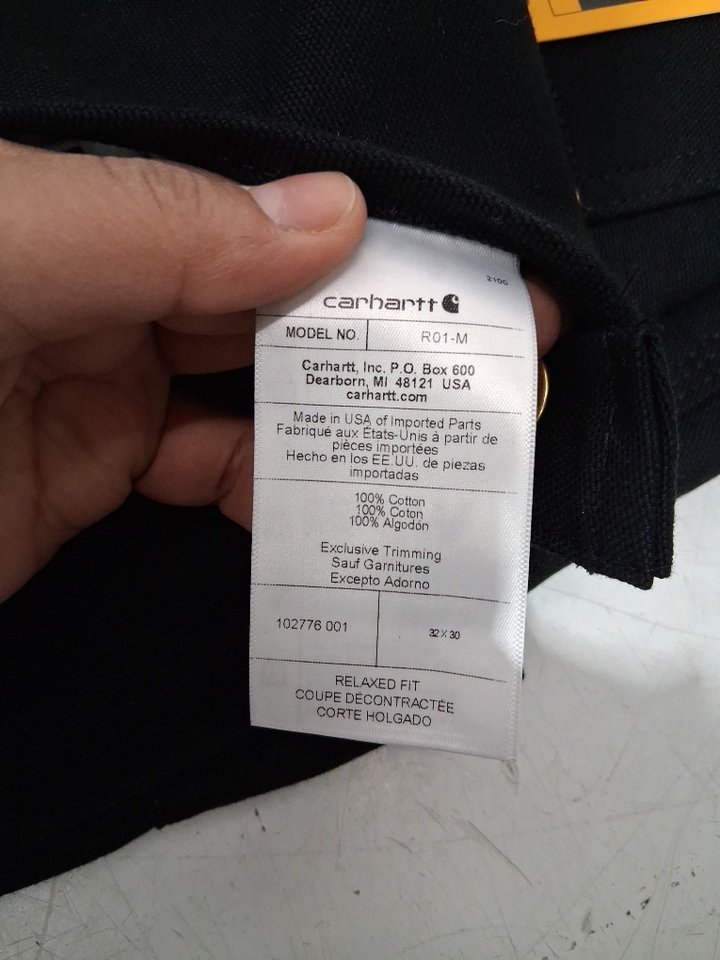 2100
carhartt
MODEL NO. R01-M
Carhartt, Inc. P.O. Box 600
Dearborn, MI 48121 USA
carhartt.com
Made in USA of Imported Parts
Fabriqué aux États-Unis à partir de
pièces importées
Hecho en los EE.UU. de piezas
importadas
100% Cotton
100% Coton
100% Algodón
Exclusive Trimming
Sauf Garnitures
Excepto Adorno
102776 001 32X30
RELAXED FIT
COUPE DÉCONTRACTÉE
CORTE HOLGADO